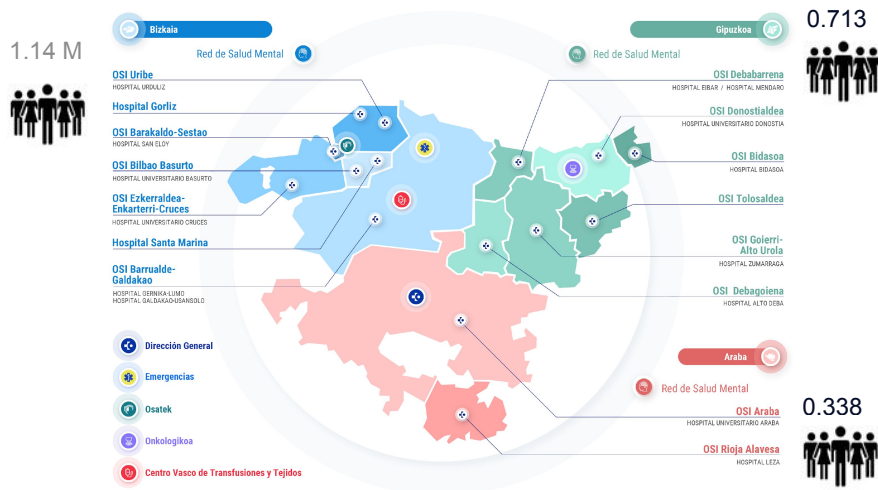 1.14 M
Bizkaia
Red de Salud Mental
OSI Uribe
HOSPITAL URDULIZ
Hospital Gorliz
OSI Barakaldo-Sestao
HOSPITAL SAN ELOY
OSI Bilbao Basurto
HOSPITAL UNIVERSITARIO BASURTO
OSI Ezkerraldea-
Enkarterri-Cruces
HOSPITAL UNIVERSITARIO CRUCES
Hospital Santa Marina
OSI Barrualde-
Galdakao
HOSPITAL GERNIKA-LUMO
HOSPITAL GALDAKAO-USANSOLO
Dirección General
Emergencias
Osatek
Onkologikoa
Centro Vasco de Transfusiones y Tejidos
Gipuzkoa
0.713
Red de Salud Mental
OSI Debabarrena
HOSPITAL EIBAR / HOSPITAL MENDARO
OSI Donostialdea
HOSPITAL UNIVERSITARIO DONOSTIA
OSI Bidasoa
HOSPITAL BIDASOA
OSI Tolosaldea
OSI Goierri-
Alto Urola
HOSPITAL ZUMARRAGA
OSI Debagoiena
HOSPITAL ALTO DEBA
Araba
Red de Salud Mental
0.338
OSI Araba
HOSPITAL UNIVERSITARIO ARABA
OSI Rioja Alavesa
HOSPITAL LEZA